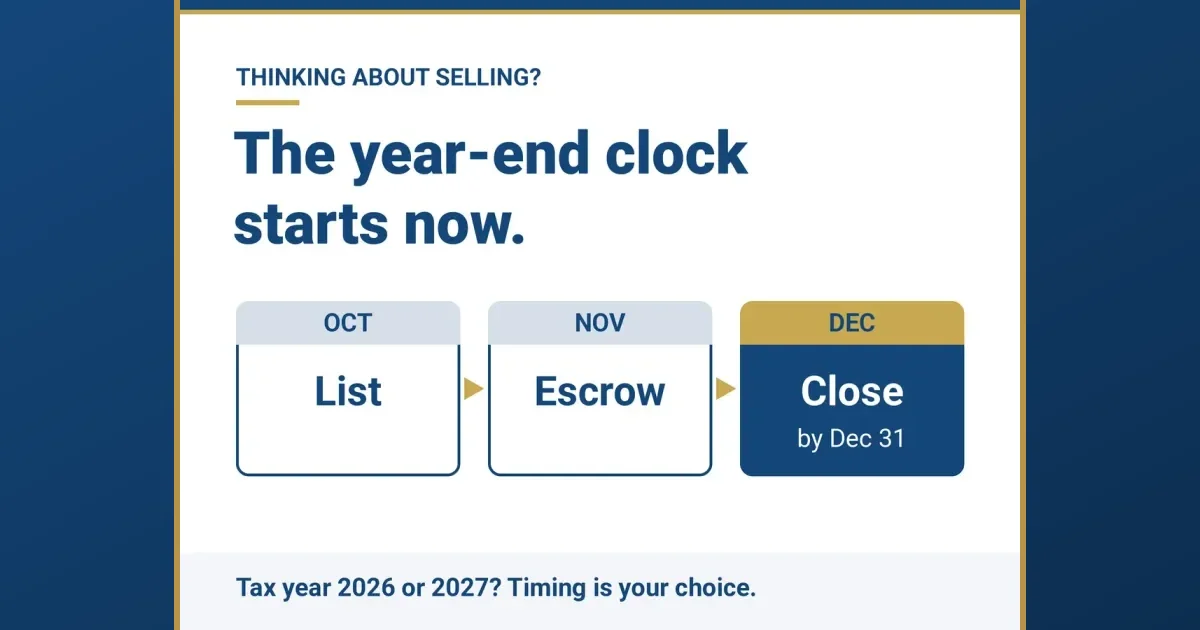 THINKING ABOUT SELLING?
The year-end clock
starts now.
OCT
List
NOV
Escrow
DEC
Close
by Dec 31
Tax year 2026 or 2027? Timing is your choice.